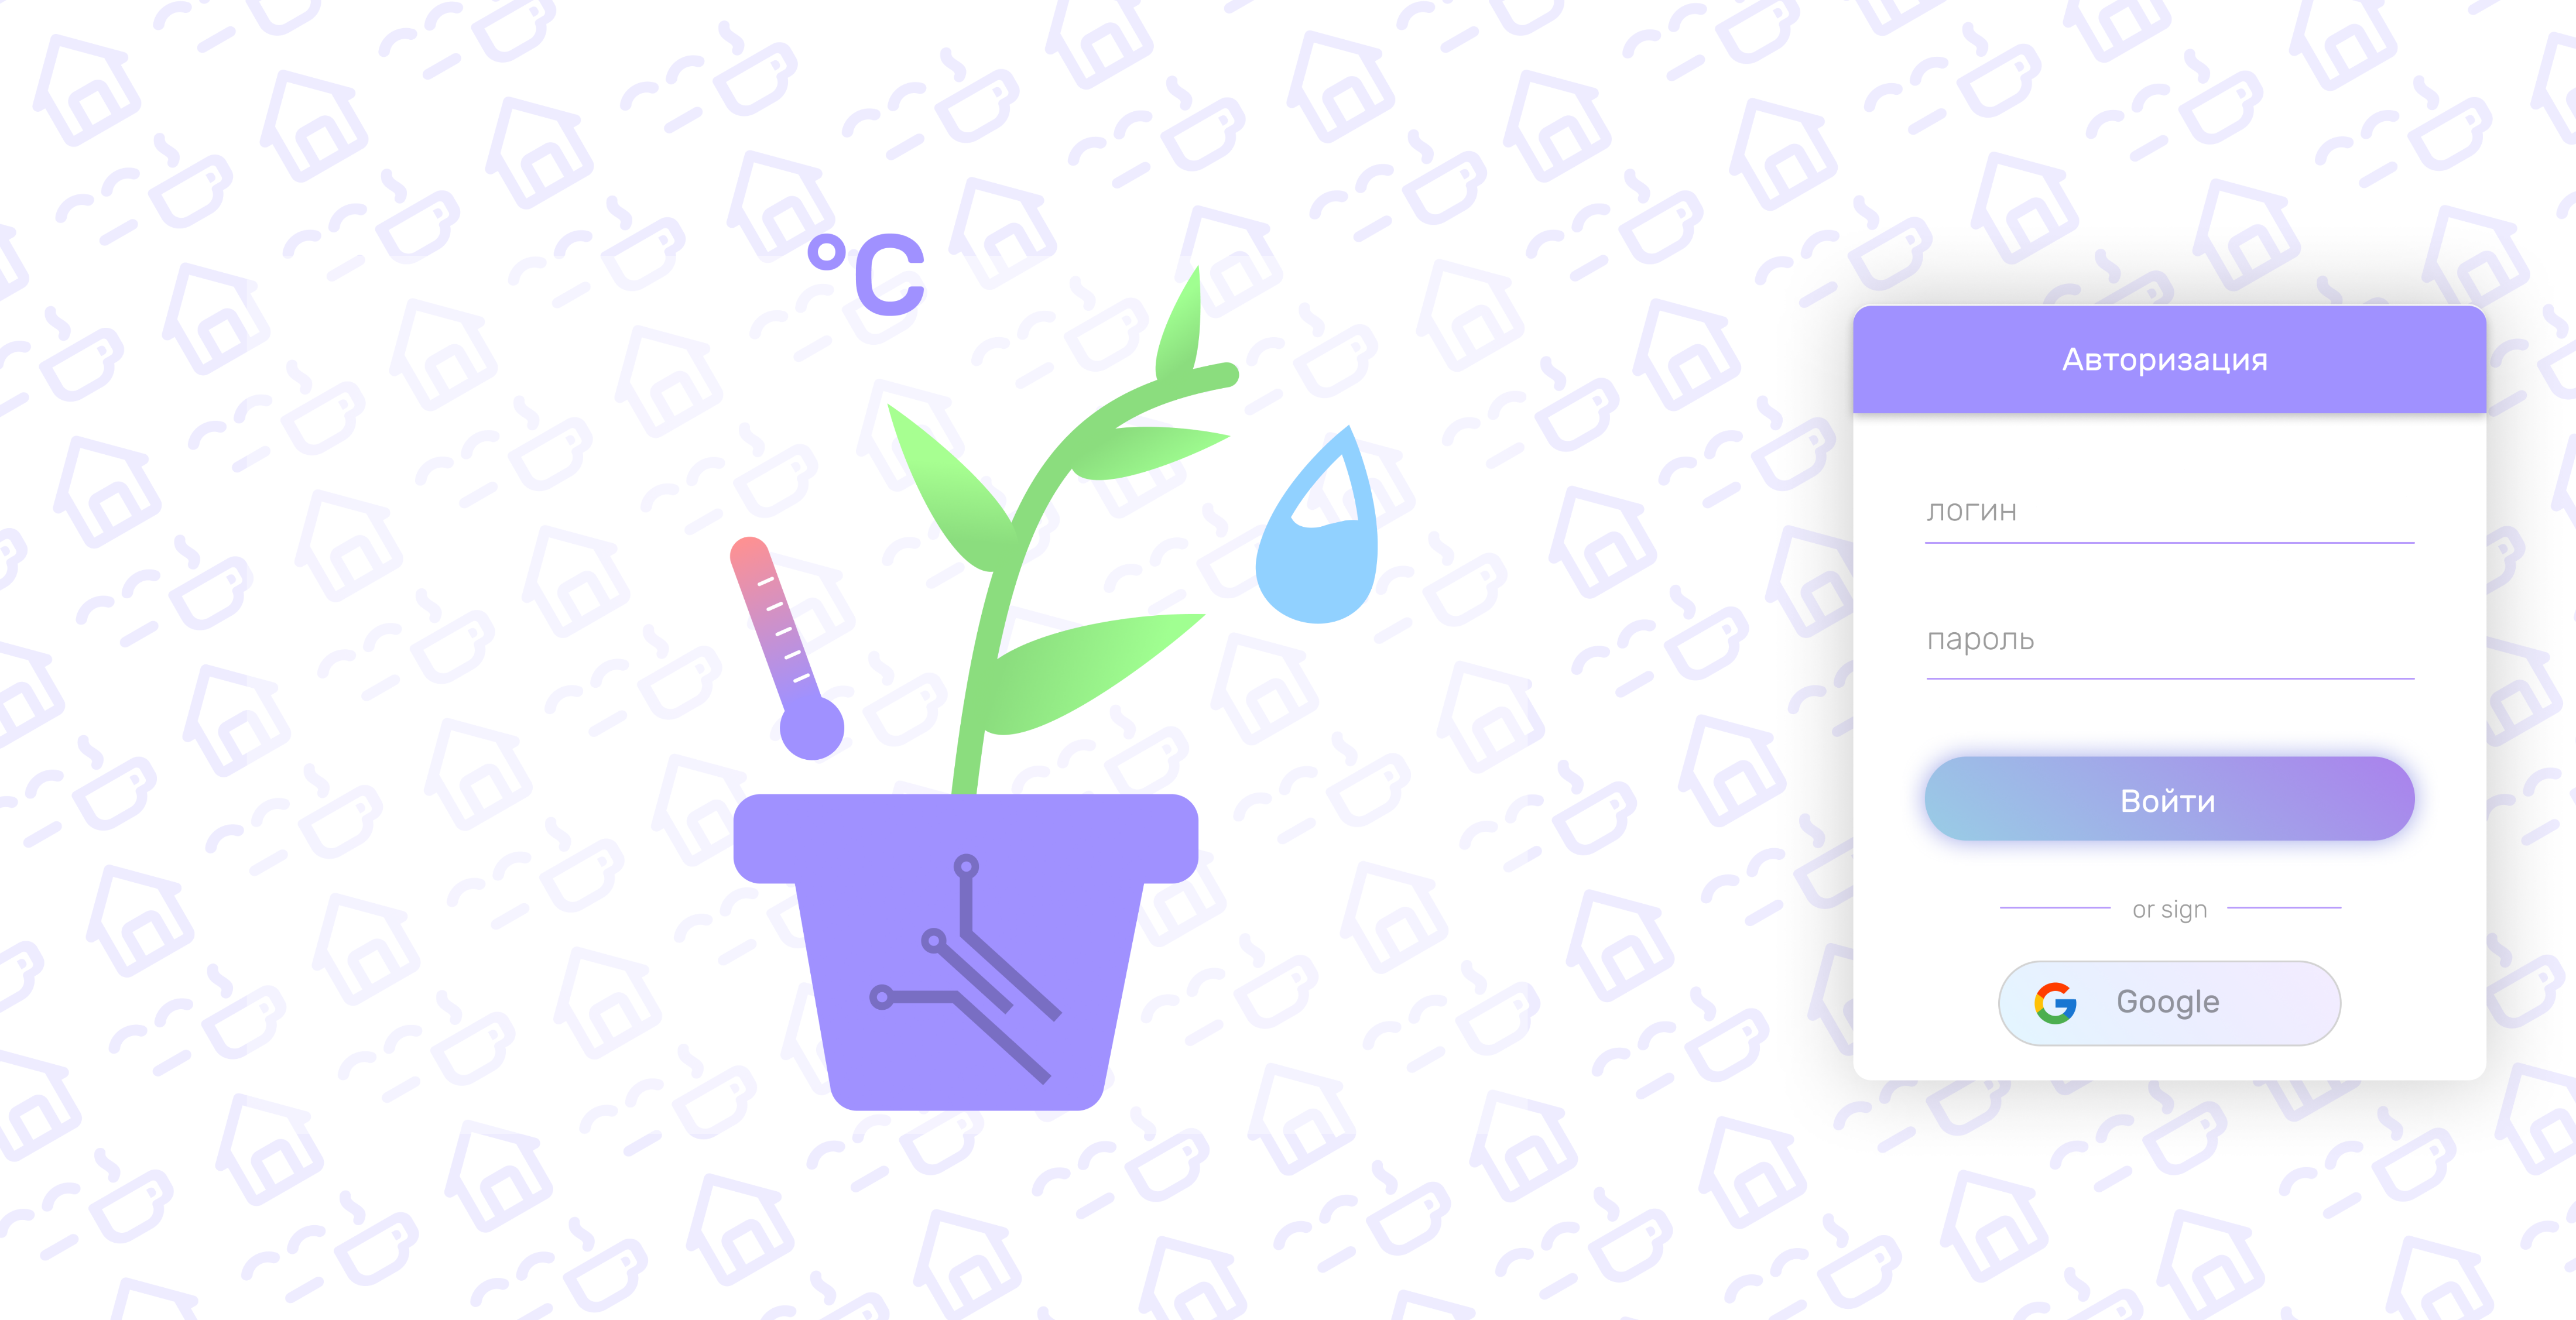 °C
Авторизация
логин
пароль
Войти
or sign
Google